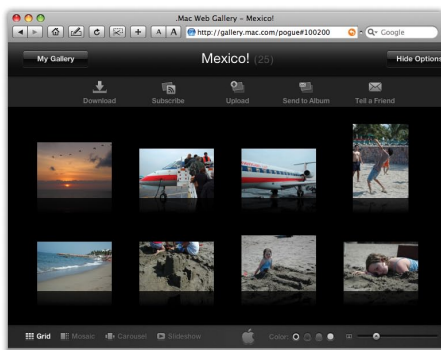 .Mac Web Gallery – Mexico!
A A http://gallery.mac.com/pogue#100200 Google
My Gallery Mexico! (25) Hide Options
Download Subscribe Upload Send to Album Tell a Friend
Grid Mosaic Carousel Slideshow Color: